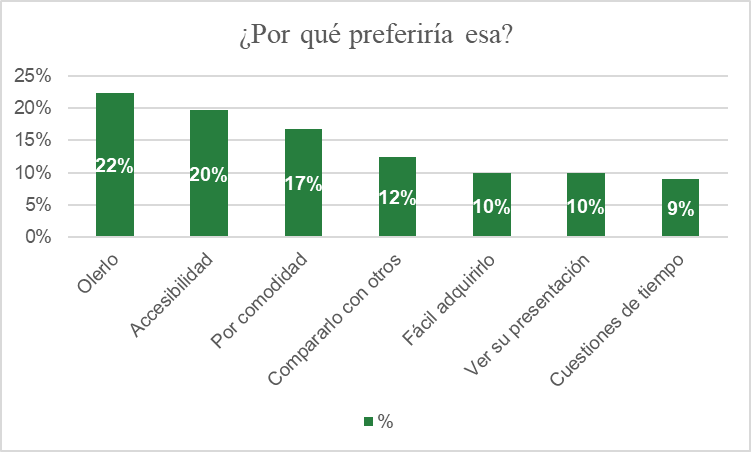 ¿Por qué preferiría esa?
25%
20%
15%
10%
5%
0%
22%
20%
17%
12%
10%
10%
9%
Olerlo
Accesibilidad
Por comodidad
Compararlo con otros
Fácil adquirirlo
Ver su presentación
Cuestiones de tiempo
%